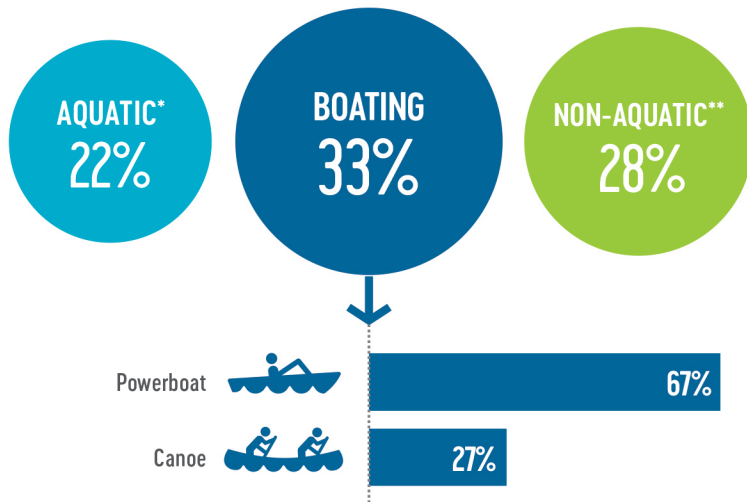 AQUATIC*
22%
BOATING
33%
NON-AQUATIC**
28%
Powerboat
67%
Canoe
27%